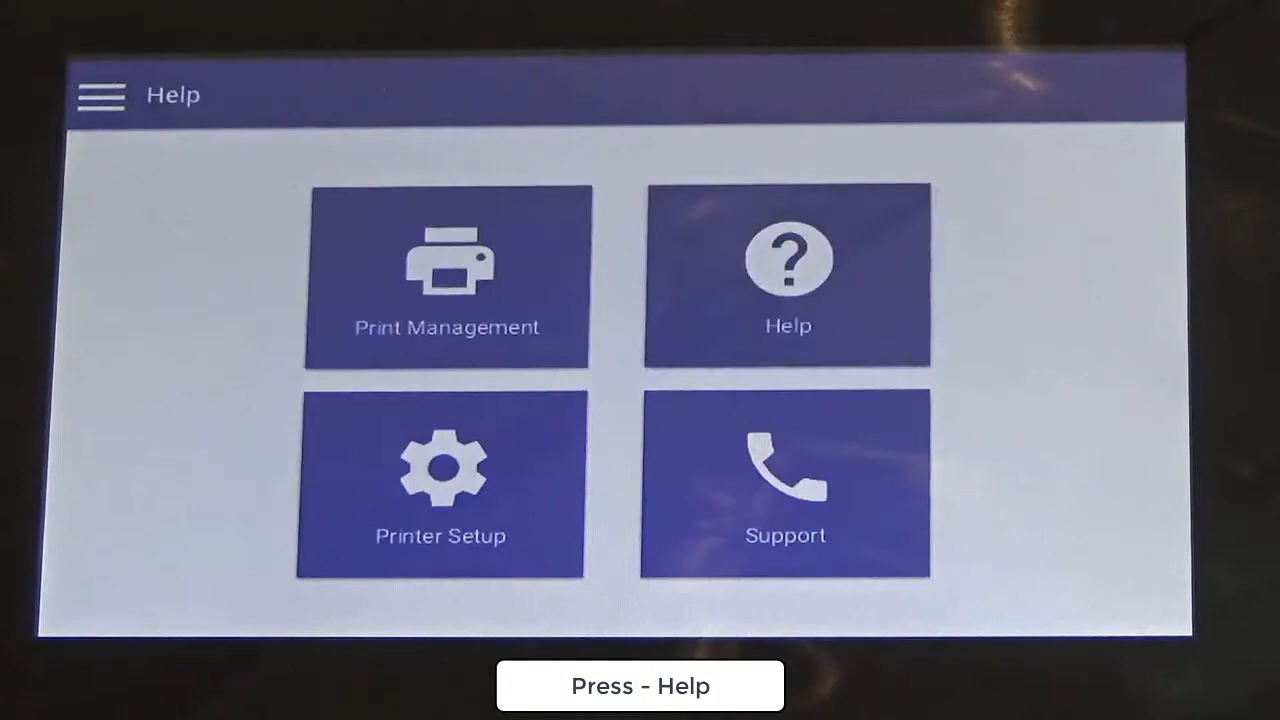 Help
Print Management
Help
Printer Setup
Support
Press - Help